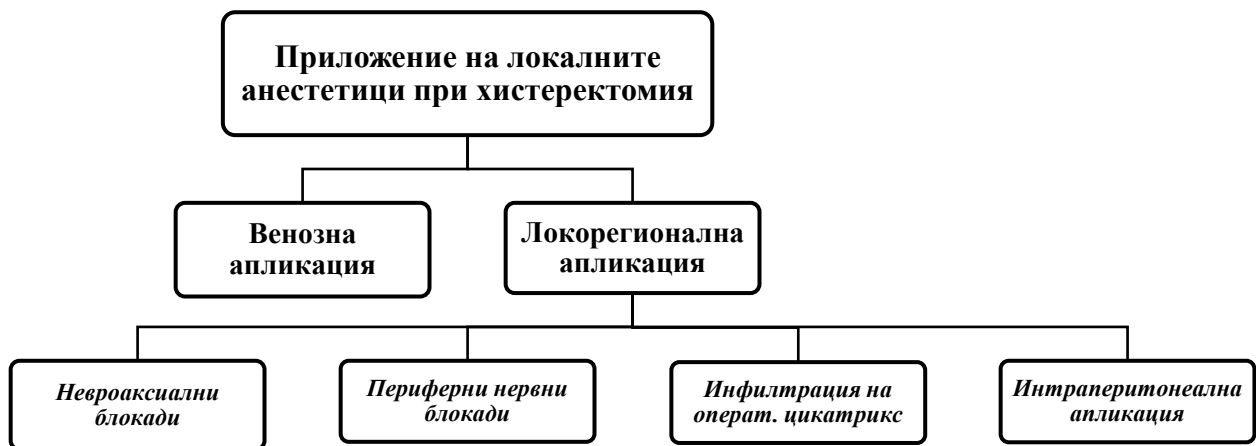 Приложение на локалните
анестетици при хистеректомия
Венозна
апликация
Локорегионална
апликация
Невроаксиални
блокади
Периферни нервни
блокади
Инфилтрация на
операт. цикатрикс
Интраперитонеална
апликация